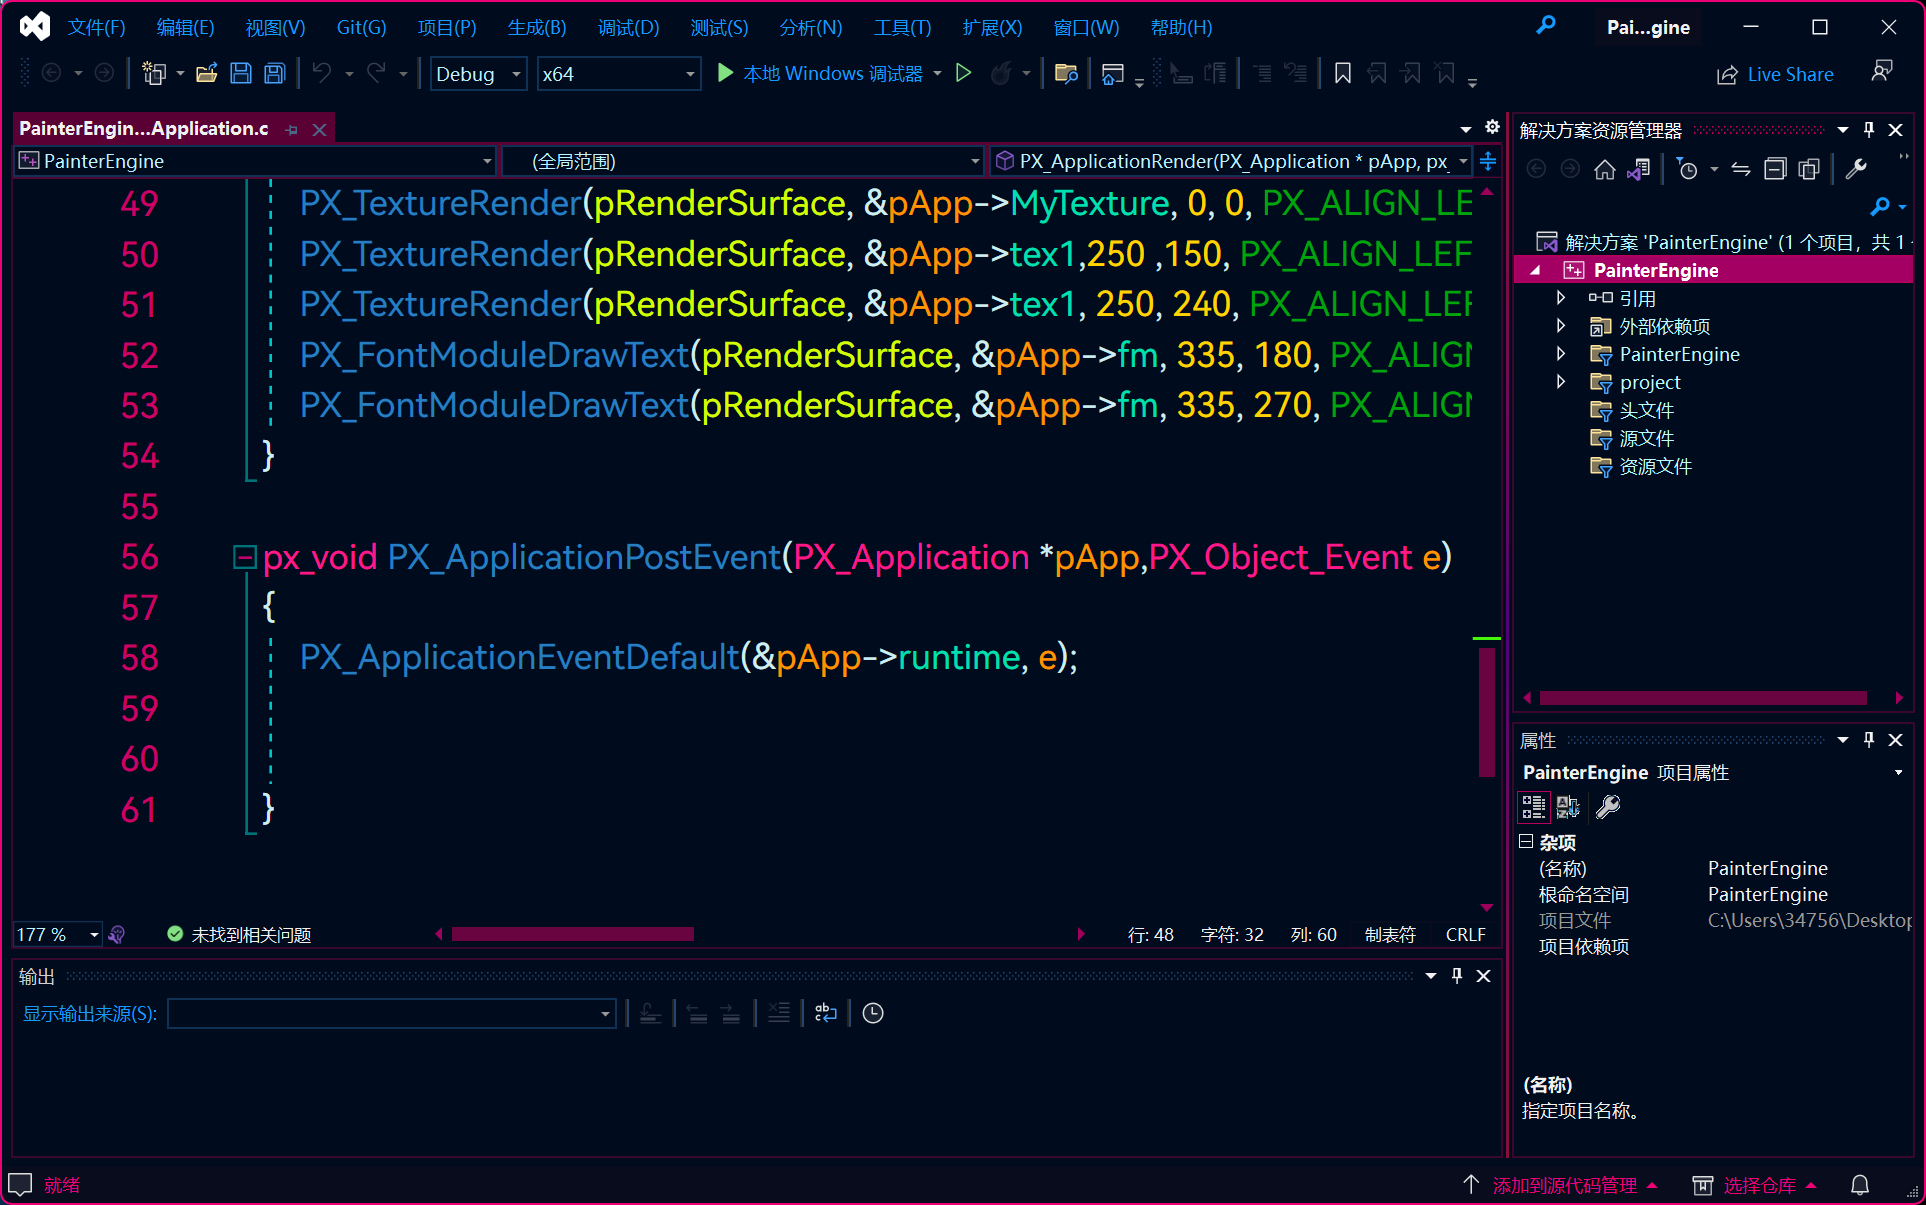 文件(F) 编辑(E) 视图(V) Git(G) 项目(P) 生成(B) 调试(D) 测试(S) 分析(N) 工具(T) 扩展(X) 窗口(W) 帮助(H) Pai...gine
Debug x64 本地 Windows 调试器 Live Share
PainterEngin...Application.c
PainterEngine (全局范围) PX_ApplicationRender(PX_Application * pApp, px_
49 PX_TextureRender(pRenderSurface, &pApp->MyTexture, 0, 0, PX_ALIGN_LE
50 PX_TextureRender(pRenderSurface, &pApp->tex1,250 ,150, PX_ALIGN_LEF
51 PX_TextureRender(pRenderSurface, &pApp->tex1, 250, 240, PX_ALIGN_LEF
52 PX_FontModuleDrawText(pRenderSurface, &pApp->fm, 335, 180, PX_ALIGN
53 PX_FontModuleDrawText(pRenderSurface, &pApp->fm, 335, 270, PX_ALIGN
54 }
55
56 px_void PX_ApplicationPostEvent(PX_Application *pApp,PX_Object_Event e)
57 {
58 PX_ApplicationEventDefault(&pApp->runtime, e);
59
60
61 }
177 % 未找到相关问题 行: 48 字符: 32 列: 60 制表符 CRLF
输出
显示输出来源(S):
解决方案资源管理器
解决方案 'PainterEngine' (1 个项目，共 1
PainterEngine
引用
外部依赖项
PainterEngine
project
头文件
源文件
资源文件
属性
PainterEngine 项目属性
杂项
(名称) PainterEngine
根命名空间 PainterEngine
项目文件 C:\Users\34756\Desktop
项目依赖项
(名称)
指定项目名称。
就绪 添加到源代码管理 选择仓库